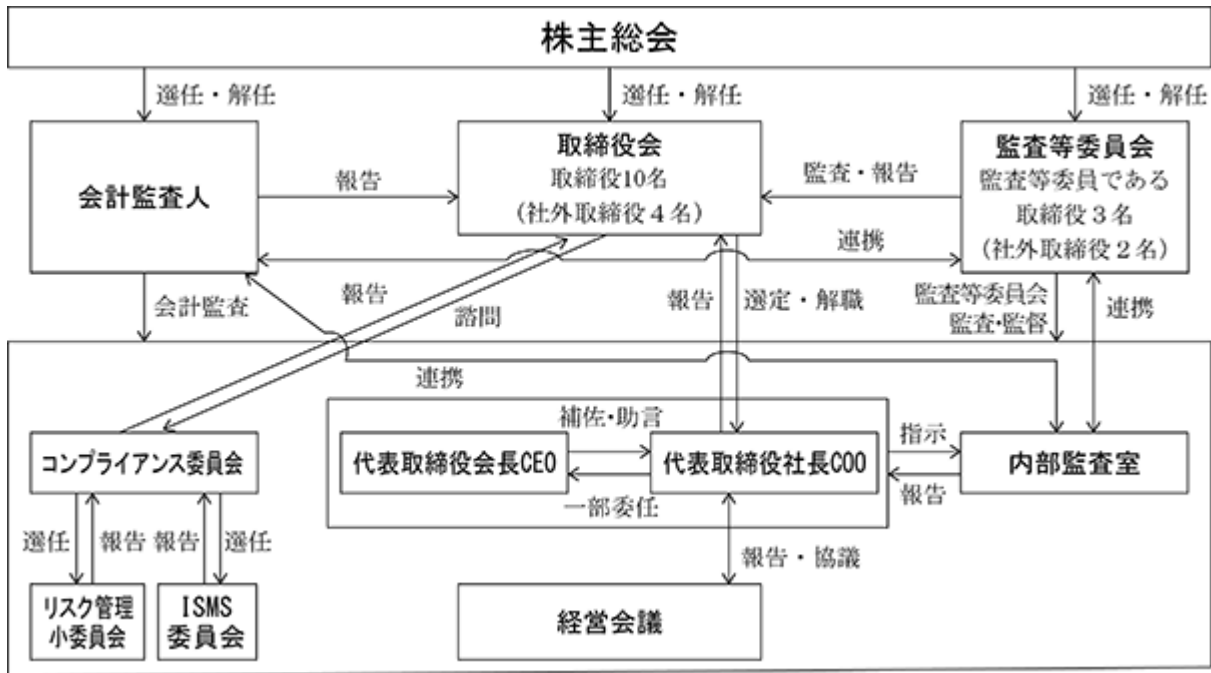 株主総会
選任・解任
選任・解任
選任・解任
会計監査人
報告
取締役会
取締役10名
(社外取締役4名)
監査・報告
監査等委員会
監査等委員である
取締役3名
(社外取締役2名)
連携
会計監査
報告
諮問
報告
選定・解職
監査等委員会
監査・監督
連携
連携
コンプライアンス委員会
補佐・助言
代表取締役会長CEO
代表取締役社長COO
一部委任
指示
報告
内部監査室
選任
報告
報告
選任
報告・協議
リスク管理
小委員会
ISMS
委員会
経営会議